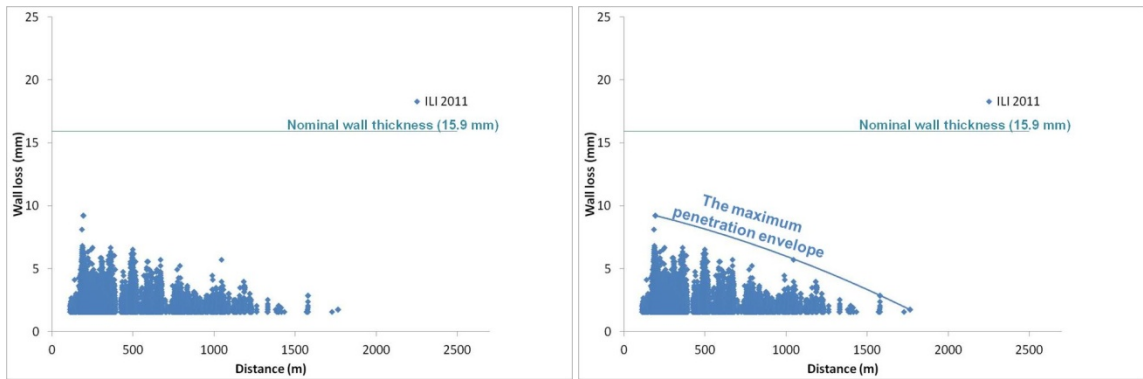 25
20
15
10
5
0
Wall loss (mm)
ILI 2011
Nominal wall thickness (15.9 mm)
0 500 1000 1500 2000 2500
Distance (m)
25
20
15
10
5
0
Wall loss (mm)
ILI 2011
Nominal wall thickness (15.9 mm)
The maximum
penetration envelope
0 500 1000 1500 2000 2500
Distance (m)